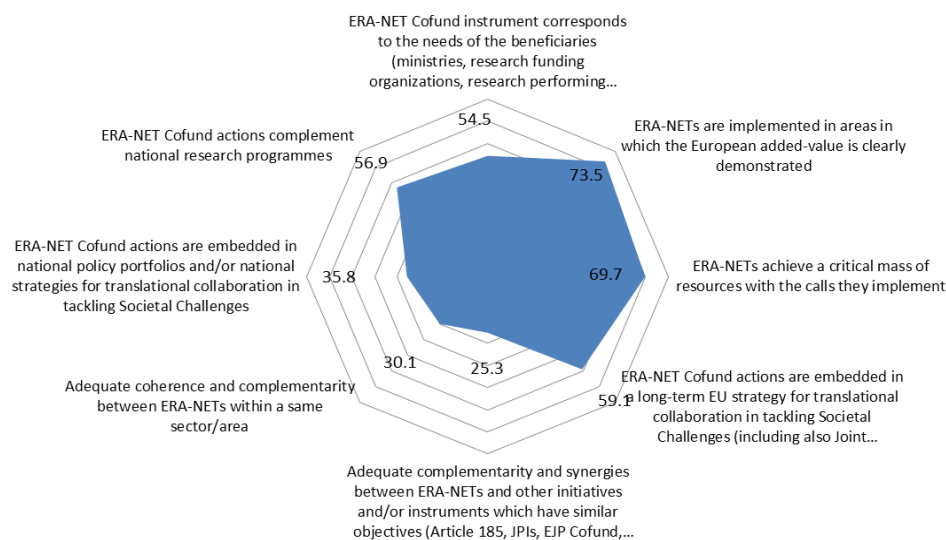 ERA-NET Cofund instrument corresponds
to the needs of the beneficiaries
(ministries, research funding
organizations, research performing...
54.5
ERA-NETs are implemented in areas in
which the European added-value is clearly
demonstrated
73.5
ERA-NETs achieve a critical mass of
resources with the calls they implement
69.7
ERA-NET Cofund actions are embedded in
a long-term EU strategy for translational
collaboration in tackling Societal
Challenges (including also Joint...
59.1
Adequate complementarity and synergies
between ERA-NETs and other initiatives
and/or instruments which have similar
objectives (Article 185, JPIs, EJP Cofund,...
25.3
Adequate coherence and complementarity
between ERA-NETs within a same
sector/area
30.1
ERA-NET Cofund actions are embedded in
national policy portfolios and/or national
strategies for translational collaboration in
tackling Societal Challenges
35.8
ERA-NET Cofund actions complement
national research programmes
56.9